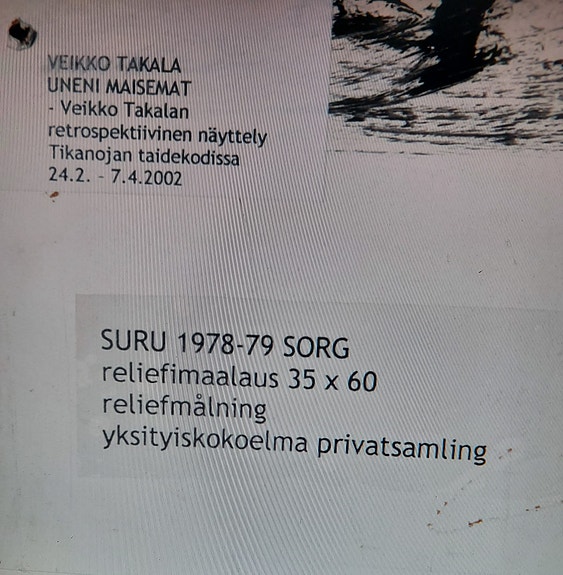 VEIKKO TAKALA
UNENI MAISEMAT
- Veikko Takalan
retrospektiivinen näyttely
Tikanojan taidekodissa
24.2. - 7.4.2002
SURU 1978-79 SORG
reliefimaalaus 35 x 60
reliefmålning
yksityiskokoelma privatsamling